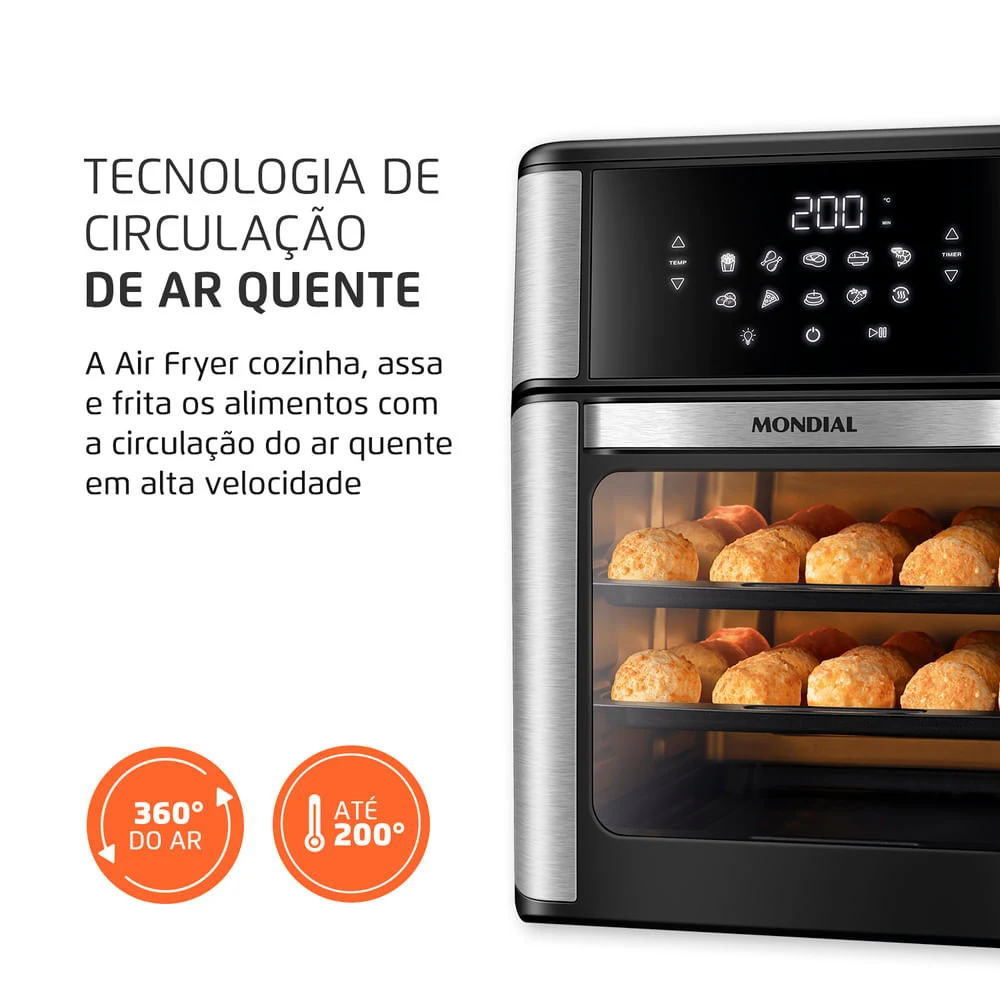 TECNOLOGIA DE
CIRCULAÇÃO
DE AR QUENTE
A Air Fryer cozinha, assa
e frita os alimentos com
a circulação do ar quente
em alta velocidade
360°
DO AR
ATÉ
200°
200
°C
MIN
TEMP
TIMER
MONDIAL